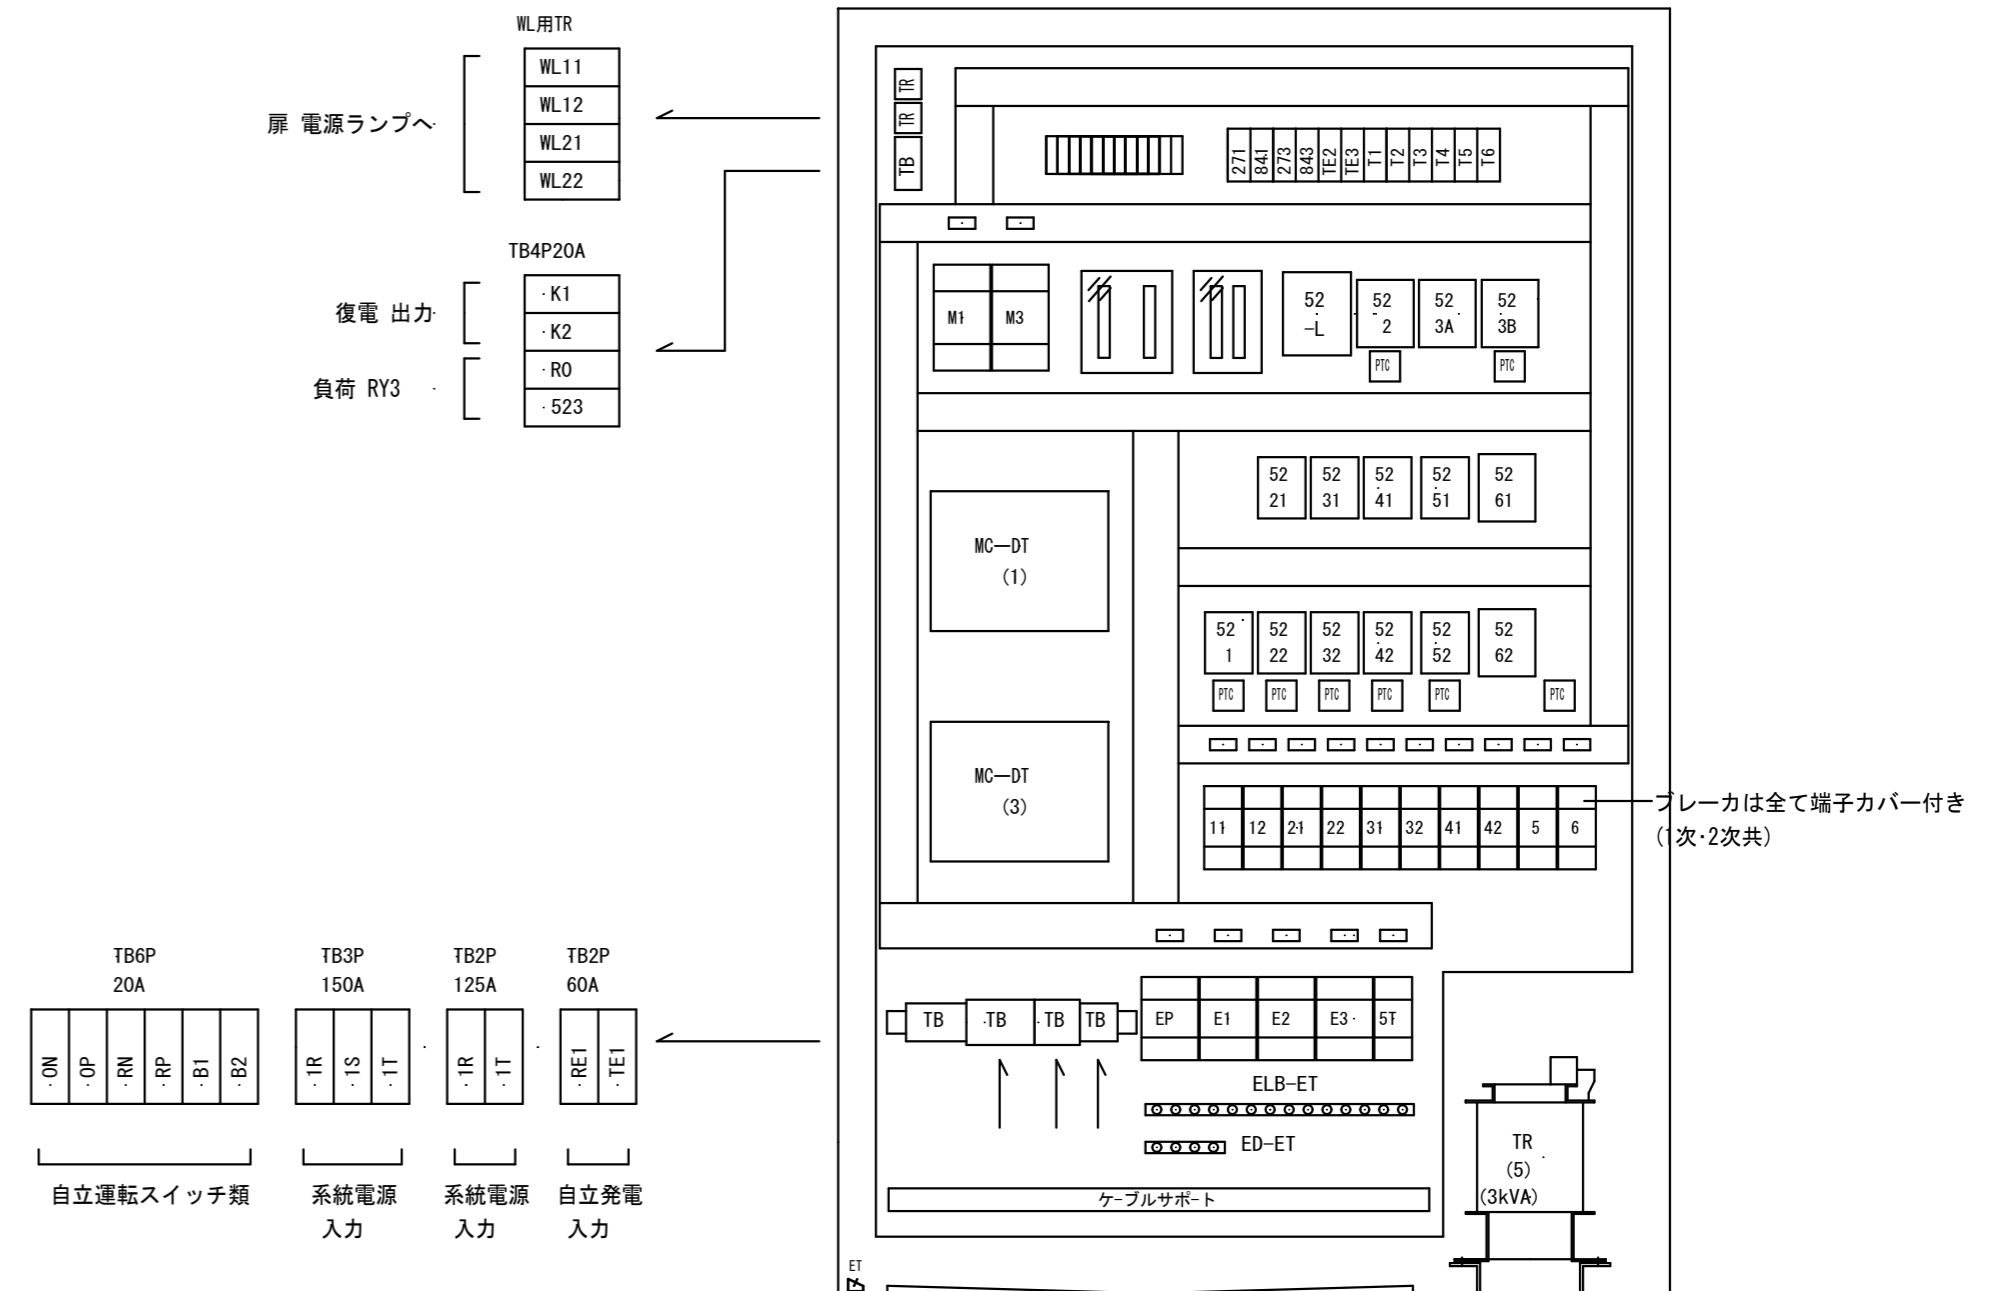 WL用TR
WL11
WL12
WL21
WL22
扉 電源ランプへ
TB4P20A
K1
K2
R0
523
復電 出力
負荷 RY3
TR
TR
TB
271
841
273
843
TE2
TE3
T1
T2
T3
T4
T5
T6
M1
M3
52
-L
52
2
52
3A
52
3B
PTC
PTC
52
21
52
31
52
41
52
51
52
61
MC-DT
(1)
52
1
52
22
52
32
52
42
52
52
52
62
PTC
PTC
PTC
PTC
PTC
PTC
MC-DT
(3)
11
12
21
22
31
32
41
42
5
6
ブレーカは全て端子カバー付き
(1次・2次共)
TB6P
20A
ON
OP
RN
RP
B1
B2
自立運転スイッチ類
TB3P
150A
1R
1S
1T
系統電源
入力
TB2P
125A
1R
1T
系統電源
入力
TB2P
60A
RE1
TE1
自立発電
入力
TB
TB
TB
TB
EP
E1
E2
E3
5T
ELB-ET
ED-ET
ケーブルサポート
TR
(5)
(3kVA)
ET